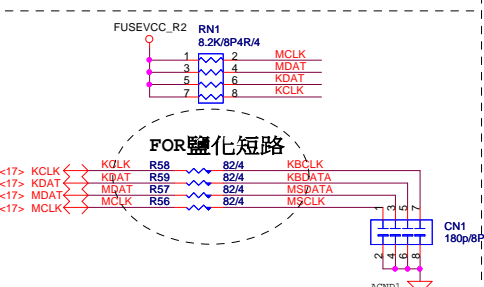 FUSEVCC_R2 RN1
8.2K/8P4R/4
1 2 MCLK
3 4 MDAT
5 6 KDAT
7 8 KCLK
FOR鹽化短路
<17> KCLK KCLK R58 82/4 KBCLK
<17> KDAT KDAT R59 82/4 KBDATA
<17> MDAT MDAT R57 82/4 MSDATA
<17> MCLK MCLK R56 82/4 MSCLK
1 3 5 7
CN1
180p/8P
2 4 6 8